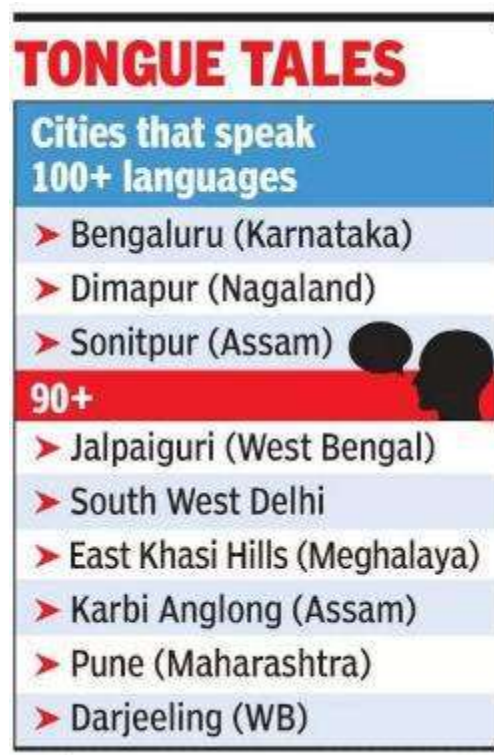 TONGUE TALES
Cities that speak
100+ languages
➤ Bengaluru (Karnataka)
➤ Dimapur (Nagaland)
➤ Sonitpur (Assam)
90+
➤ Jalpaiguri (West Bengal)
➤ South West Delhi
➤ East Khasi Hills (Meghalaya)
➤ Karbi Anglong (Assam)
➤ Pune (Maharashtra)
➤ Darjeeling (WB)